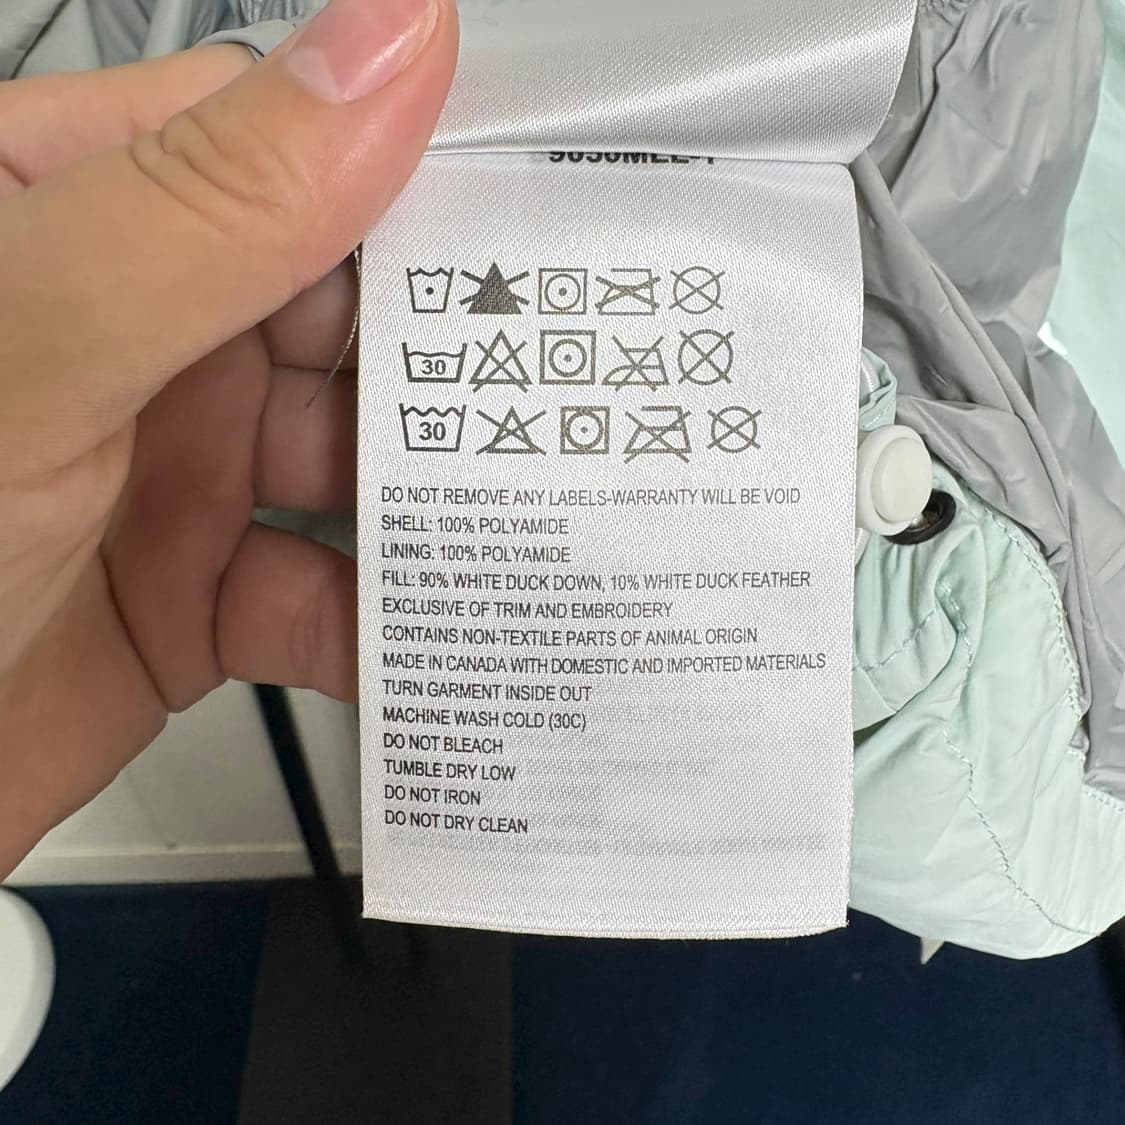 30
30
DO NOT REMOVE ANY LABELS-WARRANTY WILL BE VOID
SHELL: 100% POLYAMIDE
LINING: 100% POLYAMIDE
FILL: 90% WHITE DUCK DOWN, 10% WHITE DUCK FEATHER
EXCLUSIVE OF TRIM AND EMBROIDERY
CONTAINS NON-TEXTILE PARTS OF ANIMAL ORIGIN
MADE IN CANADA WITH DOMESTIC AND IMPORTED MATERIALS
TURN GARMENT INSIDE OUT
MACHINE WASH COLD (30C)
DO NOT BLEACH
TUMBLE DRY LOW
DO NOT IRON
DO NOT DRY CLEAN